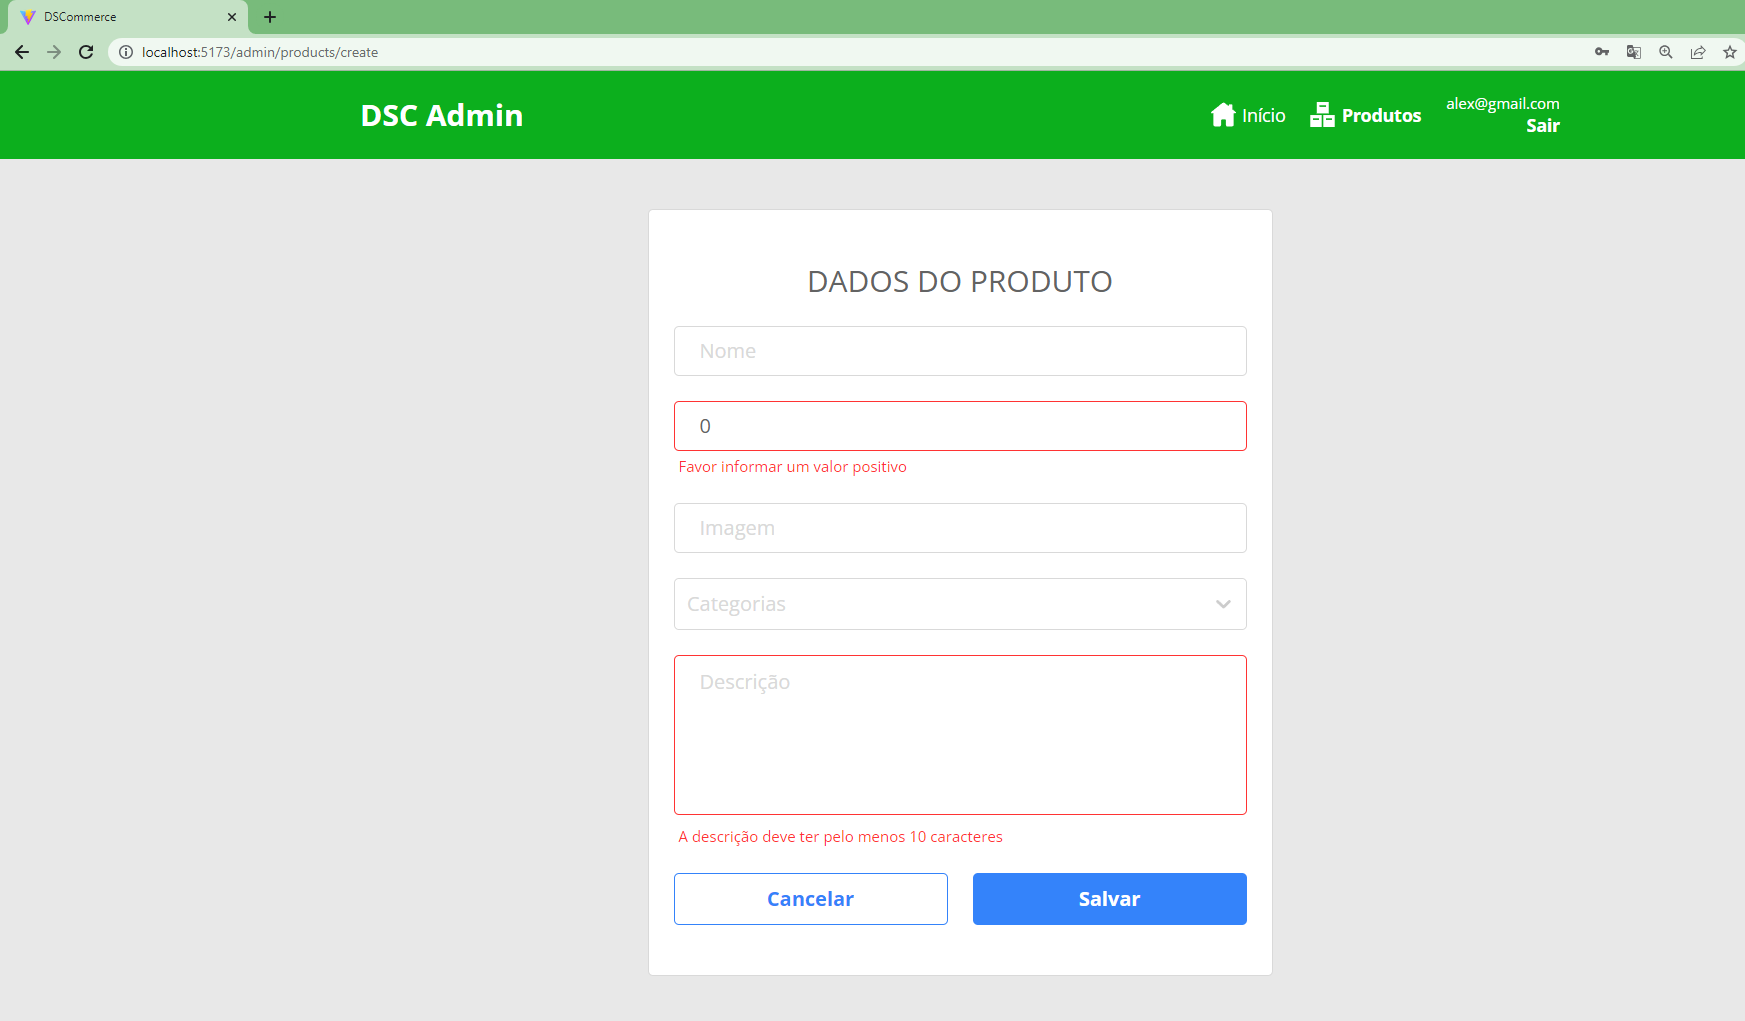 DSCommerce
localhost:5173/admin/products/create
DSC Admin
Início
Produtos
alex@gmail.com
Sair
DADOS DO PRODUTO
Nome
0
Favor informar um valor positivo
Imagem
Categorias
Descrição
A descrição deve ter pelo menos 10 caracteres
Cancelar
Salvar